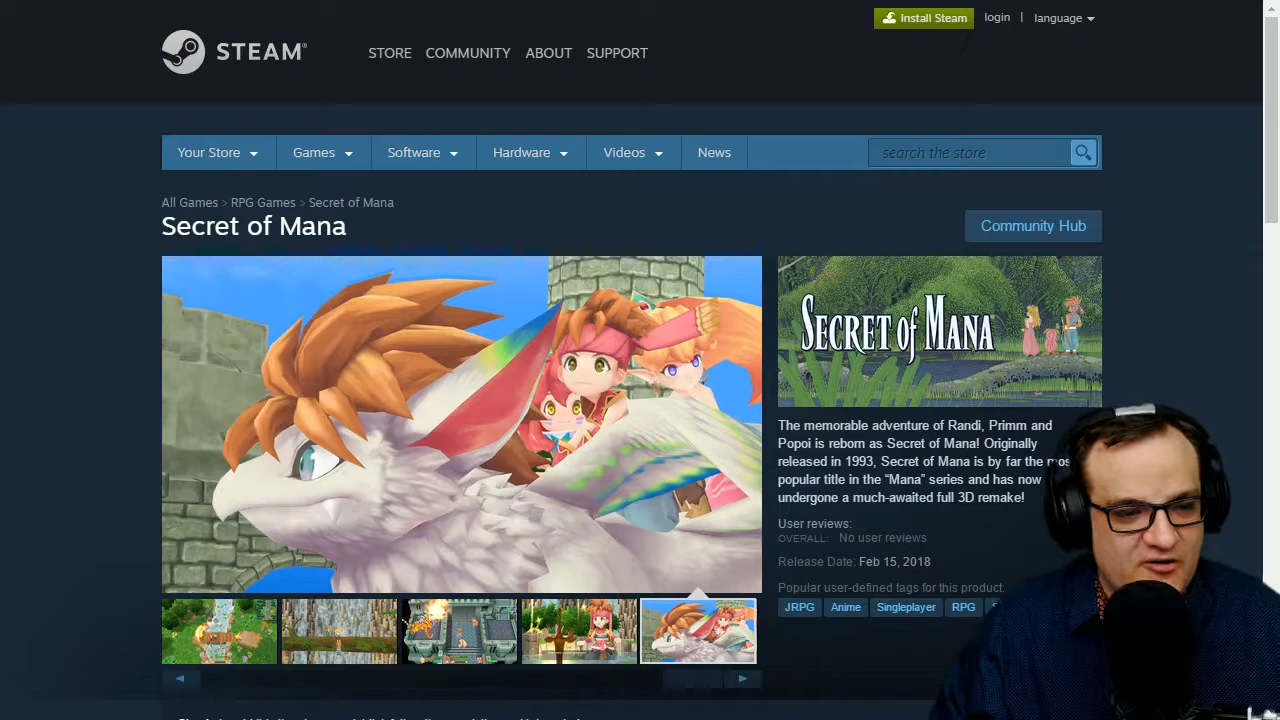 Install Steam
login | language
STEAM®
STORE COMMUNITY ABOUT SUPPORT
Your Store Games Software Hardware Videos News
search the store
All Games > RPG Games > Secret of Mana
Secret of Mana
Community Hub
SECRET of MANA
The memorable adventure of Randi, Primm and
Popoi is reborn as Secret of Mana! Originally
released in 1993, Secret of Mana is by far the
popular title in the “Mana” series and has now
undergone a much-awaited full 3D remake!
User reviews:
OVERALL: No user reviews
Release Date: Feb 15, 2018
Popular user-defined tags for this product:
JRPG Anime Singleplayer RPG